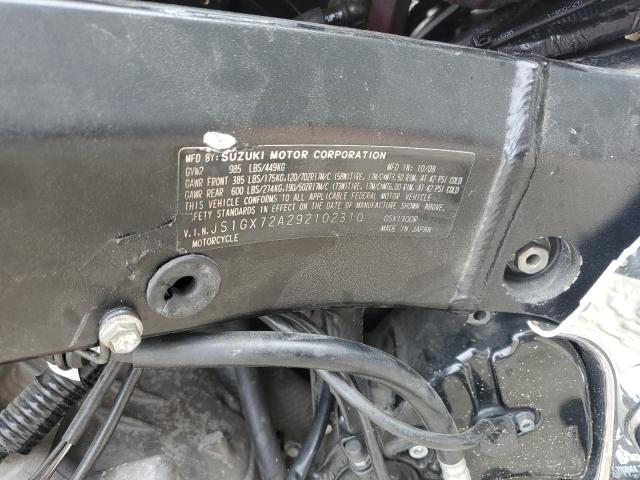 MFD BY: SUZUKI MOTOR CORPORATION MFD IN: 10/08
GVWR 985 LBS/449KG
GAWR FRONT 385 LBS/175KG,120/70ZR17M/C (58W)TIRE, 17M/CXMT3.50 RIM, AT 42 PSI COLD
GAWR REAR 600 LBS/274KG,190/50ZR17M/C (73W)TIRE, 17M/CXMT6.00 RIM, AT 42 PSI COLD
THIS VEHICLE CONFORMS TO ALL APPLICABLE FEDERAL MOTOR VEHICLE
SAFETY STANDARDS IN EFFECT ON THE DATE OF MANUFACTURE SHOWN ABOVE.
V.I.N. JS1GX72A292102310 GSX1300R
MOTORCYCLE MADE IN JAPAN
.com